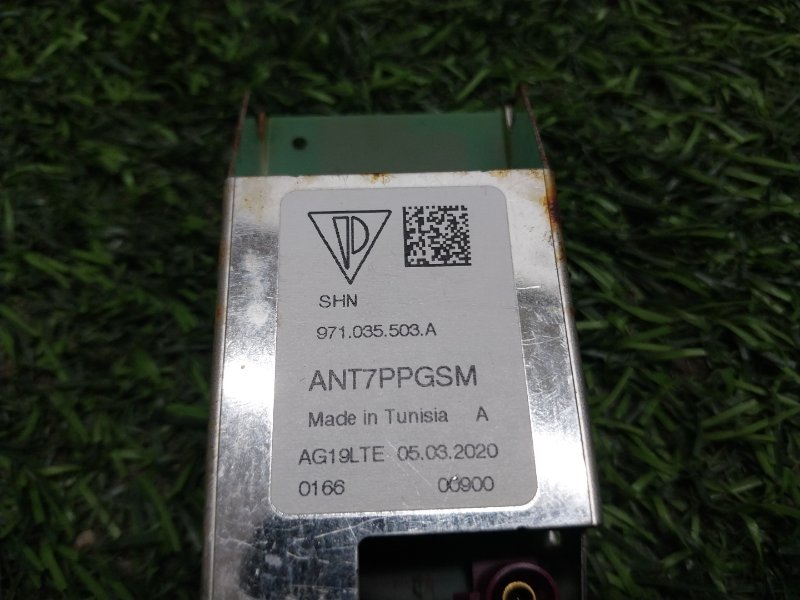 SHN
971.035.503.A
ANT7PPGSM
Made in Tunisia A
AG19LTE 05.03.2020
0166 00900